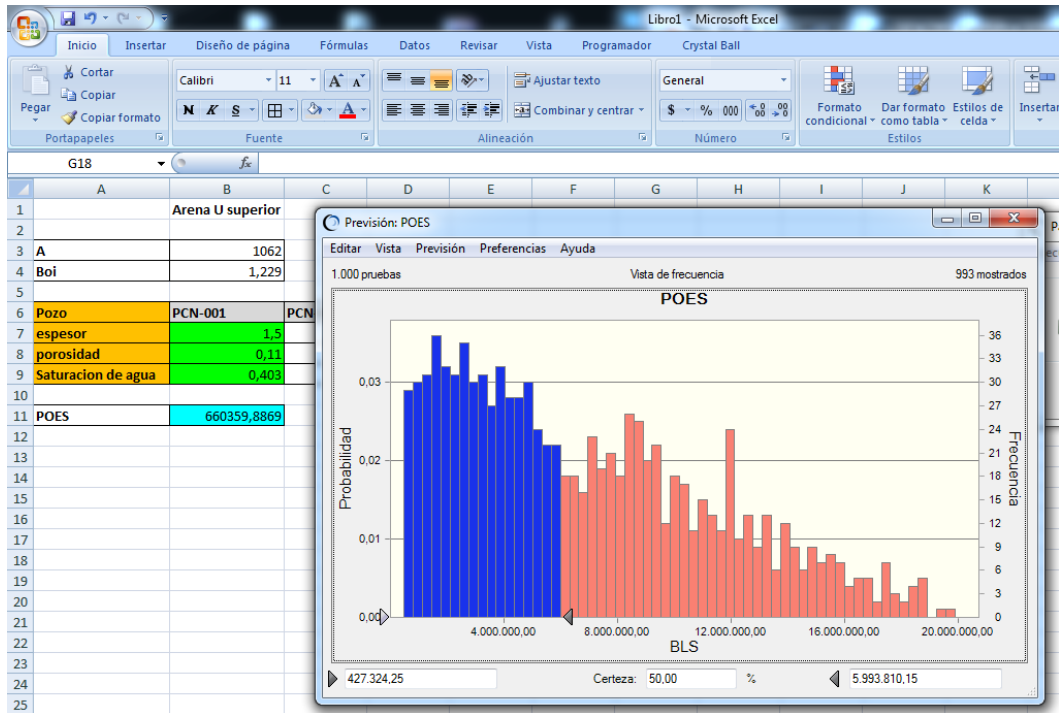 Libro1 - Microsoft Excel
Inicio Insertar Diseño de página Fórmulas Datos Revisar Vista Programador Crystal Ball
Pegar
Cortar
Copiar
Copiar formato
Portapapeles
Calibri 11 A A
N K S A
Fuente
Ajustar texto
Combinar y centrar
Alineación
General
$ % 000 ,0 ,00 ,00 ,0
Número
Formato condicional
Dar formato como tabla
Estilos de celda
Estilos
Insertar
G18 fx
A B C D E F G H I J K
1 Arena U superior
2
3 A 1062
4 Boi 1,229
5
6 Pozo PCN-001 PCN
7 espesor 1,5
8 porosidad 0,11
9 Saturacion de agua 0,403
10
11 POES 660359,8869
12
13
14
15
16
17
18
19
20
21
22
23
24
25
Previsión: POES
Editar Vista Previsión Preferencias Ayuda
1.000 pruebas Vista de frecuencia 993 mostrados
POES
Probabilidad
0,03
0,02
0,01
0,00
36
33
30
27
24
21
18
15
12
9
6
3
0
Frecuencia
4.000.000,00 8.000.000,00 12.000.000,00 16.000.000,00 20.000.000,00
BLS
427.324,25 Certeza: 50,00 % 5.993.810,15